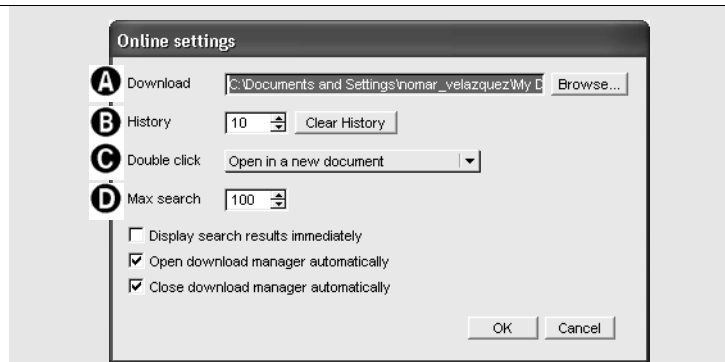 Online settings
A Download C:\Documents and Settings\nomar_velazquez\My D Browse...
B History 10 Clear History
C Double click Open in a new document
D Max search 100
Display search results immediately
Open download manager automatically
Close download manager automatically
OK Cancel